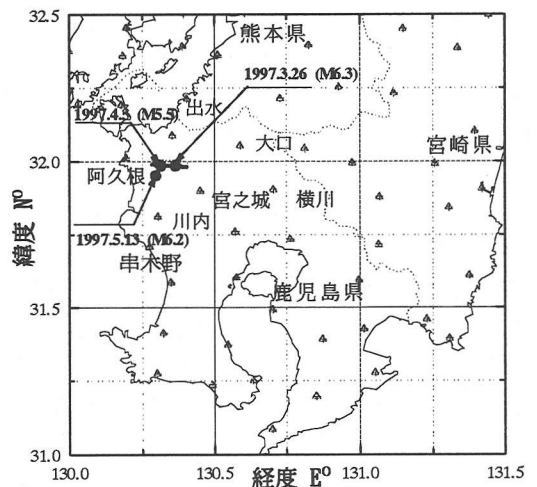 32.5
熊本県
1997.3.26 (M6.3)
出水
1997.4.3 (M5.5)
大口
32.0
宮崎県
阿久根
宮之城
横川
川内
1997.5.13 (M6.2)
串木野
31.5
鹿児島県
31.0
緯度 N°
130.0
130.5
131.0
131.5
経度 E°